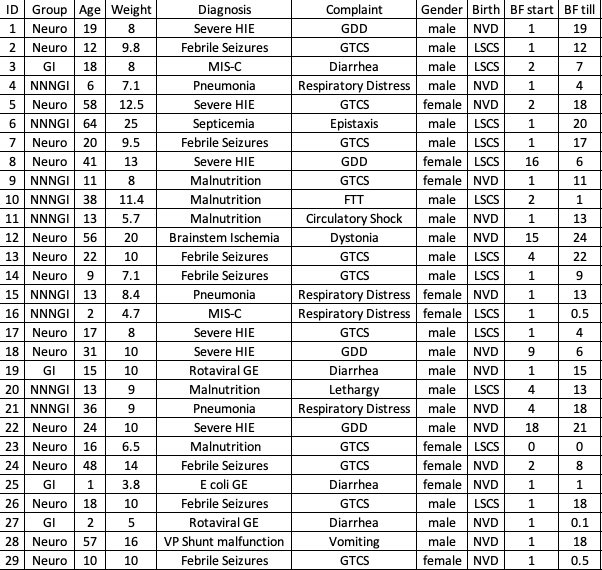 ID Group Age Weight Diagnosis Complaint Gender Birth BF start BF till
1 Neuro 19 8 Severe HIE GDD male NVD 1 19
2 Neuro 12 9.8 Febrile Seizures GTCS male LSCS 1 12
3 GI 18 8 MIS-C Diarrhea male LSCS 2 7
4 NNNGI 6 7.1 Pneumonia Respiratory Distress male NVD 1 4
5 Neuro 58 12.5 Severe HIE GTCS female NVD 2 18
6 NNNGI 64 25 Septicemia Epistaxis male LSCS 1 20
7 Neuro 20 9.5 Febrile Seizures GTCS male LSCS 1 17
8 Neuro 41 13 Severe HIE GDD female LSCS 16 6
9 NNNGI 11 8 Malnutrition GTCS female NVD 1 11
10 NNNGI 38 11.4 Malnutrition FTT male LSCS 2 1
11 NNNGI 13 5.7 Malnutrition Circulatory Shock male NVD 1 13
12 Neuro 56 20 Brainstem Ischemia Dystonia male NVD 15 24
13 Neuro 22 10 Febrile Seizures GTCS male LSCS 4 22
14 Neuro 9 7.1 Febrile Seizures GTCS male LSCS 1 9
15 NNNGI 13 8.4 Pneumonia Respiratory Distress female NVD 1 13
16 NNNGI 2 4.7 MIS-C Respiratory Distress female LSCS 1 0.5
17 Neuro 17 8 Severe HIE GTCS male LSCS 1 4
18 Neuro 31 10 Severe HIE GDD male NVD 9 6
19 GI 15 10 Rotaviral GE Diarrhea male NVD 1 15
20 NNNGI 13 9 Malnutrition Lethargy male LSCS 4 13
21 NNNGI 36 9 Pneumonia Respiratory Distress male NVD 4 18
22 Neuro 24 10 Severe HIE GDD male NVD 18 21
23 Neuro 16 6.5 Malnutrition GTCS female LSCS 0 0
24 Neuro 48 14 Febrile Seizures GTCS female NVD 2 8
25 GI 1 3.8 E coli GE Diarrhea female NVD 1 1
26 Neuro 18 10 Febrile Seizures GTCS male LSCS 1 18
27 GI 2 5 Rotaviral GE Diarrhea male NVD 1 0.1
28 Neuro 57 16 VP Shunt malfunction Vomiting male NVD 1 18
29 Neuro 10 10 Febrile Seizures GTCS female NVD 1 0.5